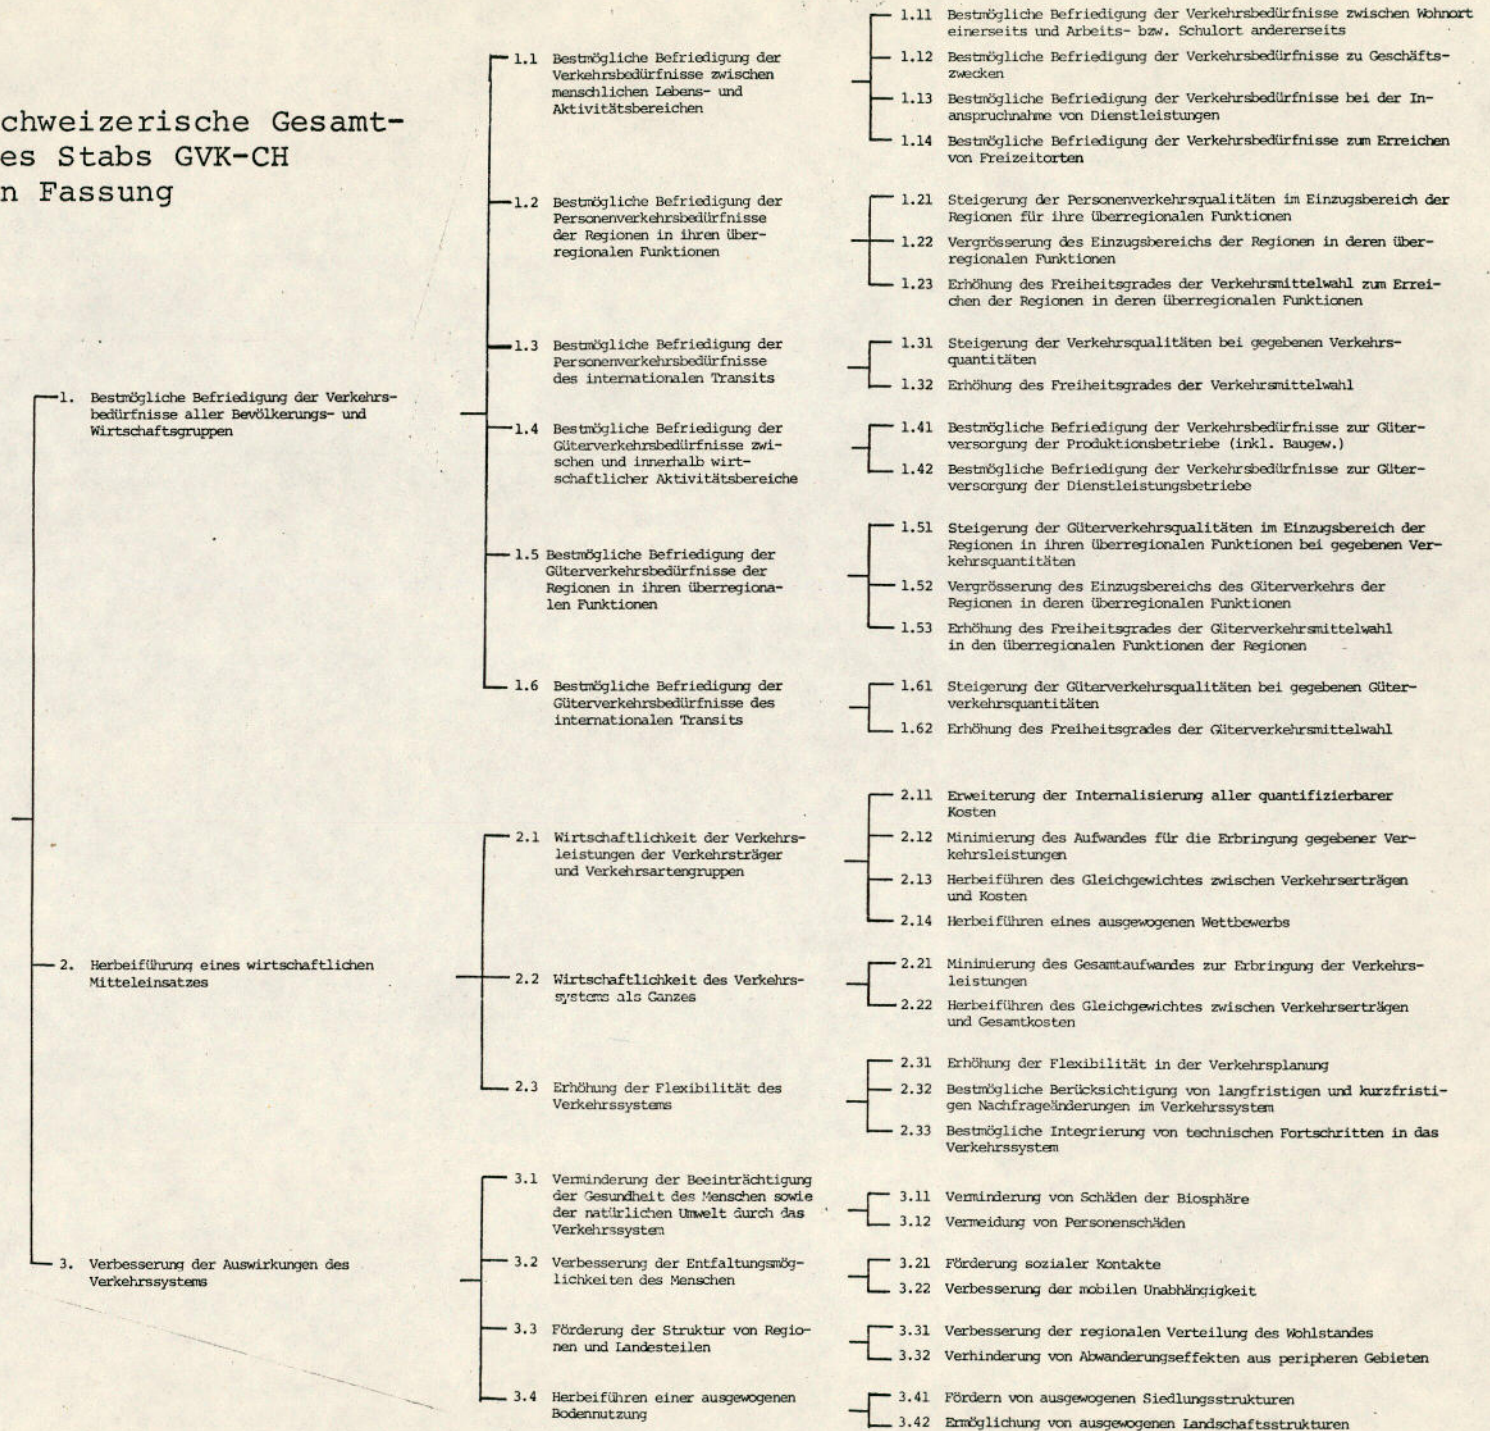 chweizerische Gesamt-
es Stabs GVK-CH
n Fassung
1. Bestmögliche Befriedigung der Verkehrs-
bedürfnisse aller Bevölkerungs- und
Wirtschaftsgruppen
1.1 Bestmögliche Befriedigung der
Verkehrsbedürfnisse zwischen
menschlichen Lebens- und
Aktivitätsbereichen
1.11 Bestmögliche Befriedigung der Verkehrsbedürfnisse zwischen Wohnort
einerseits und Arbeits- bzw. Schulort andererseits
1.12 Bestmögliche Befriedigung der Verkehrsbedürfnisse zu Geschäfts-
zwecken
1.13 Bestmögliche Befriedigung der Verkehrsbedürfnisse bei der In-
anspruchnahme von Dienstleistungen
1.14 Bestmögliche Befriedigung der Verkehrsbedürfnisse zum Erreichen
von Freizeitorten
1.2 Bestmögliche Befriedigung der
Personenverkehrsbedürfnisse
der Regionen in ihren über-
regionalen Funktionen
1.21 Steigerung der Personenverkehrsqualitäten im Einzugsbereich der
Regionen für ihre überregionalen Funktionen
1.22 Vergrösserung des Einzugsbereichs der Regionen in deren über-
regionalen Funktionen
1.23 Erhöhung des Freiheitsgrades der Verkehrsmittelwahl zum Errei-
chen der Regionen in deren überregionalen Funktionen
1.3 Bestmögliche Befriedigung der
Personenverkehrsbedürfnisse
des internationalen Transits
1.31 Steigerung der Verkehrsqualitäten bei gegebenen Verkehrs-
quantitäten
1.32 Erhöhung des Freiheitsgrades der Verkehrsmittelwahl
1.4 Bestmögliche Befriedigung der
Güterverkehrsbedürfnisse zwi-
schen und innerhalb wirt-
schaftlicher Aktivitätsbereiche
1.41 Bestmögliche Befriedigung der Verkehrsbedürfnisse zur Güter-
versorgung der Produktionsbetriebe (inkl. Baugew.)
1.42 Bestmögliche Befriedigung der Verkehrsbedürfnisse zur Güter-
versorgung der Dienstleistungsbetriebe
1.5 Bestmögliche Befriedigung der
Güterverkehrsbedürfnisse der
Regionen in ihren überregiona-
len Funktionen
1.51 Steigerung der Güterverkehrsqualitäten im Einzugsbereich der
Regionen in ihren überregionalen Funktionen bei gegebenen Ver-
kehrsquantitäten
1.52 Vergrösserung des Einzugsbereichs des Güterverkehrs der
Regionen in deren überregionalen Funktionen
1.53 Erhöhung des Freiheitsgrades der Güterverkehrsmittelwahl
in den überregionalen Funktionen der Regionen
1.6 Bestmögliche Befriedigung der
Güterverkehrsbedürfnisse des
internationalen Transits
1.61 Steigerung der Güterverkehrsqualitäten bei gegebenen Güter-
verkehrsquantitäten
1.62 Erhöhung des Freiheitsgrades der Güterverkehrsmittelwahl
2. Herbeiführung eines wirtschaftlichen
Mitteleinsatzes
2.1 Wirtschaftlichkeit der Verkehrs-
leistungen der Verkehrsträger
und Verkehrsartengruppen
2.11 Erweiterung der Internalisierung aller quantifizierbarer
Kosten
2.12 Minimierung des Aufwandes für die Erbringung gegebener Ver-
kehrsleistungen
2.13 Herbeiführen des Gleichgewichtes zwischen Verkehrserträgen
und Kosten
2.14 Herbeiführen eines ausgewogenen Wettbewerbs
2.2 Wirtschaftlichkeit des Verkehrs-
systems als Ganzes
2.21 Minimierung des Gesamtaufwandes zur Erbringung der Verkehrs-
leistungen
2.22 Herbeiführen des Gleichgewichtes zwischen Verkehrserträgen
und Gesamtkosten
2.3 Erhöhung der Flexibilität des
Verkehrssystems
2.31 Erhöhung der Flexibilität in der Verkehrsplanung
2.32 Bestmögliche Berücksichtigung von langfristigen und kurzfristi-
gen Nachfrageänderungen im Verkehrssystem
2.33 Bestmögliche Integrierung von technischen Fortschritten in das
Verkehrssystem
3. Verbesserung der Auswirkungen des
Verkehrssystems
3.1 Verminderung der Beeinträchtigung
der Gesundheit des Menschen sowie
der natürlichen Umwelt durch das
Verkehrssystem
3.11 Verminderung von Schäden der Biosphäre
3.12 Vermeidung von Personenschäden
3.2 Verbesserung der Entfaltungsmög-
lichkeiten des Menschen
3.21 Förderung sozialer Kontakte
3.22 Verbesserung der mobilen Unabhängigkeit
3.3 Förderung der Struktur von Regio-
nen und Landesteilen
3.31 Verbesserung der regionalen Verteilung des Wohlstandes
3.32 Verhinderung von Abwanderungseffekten aus peripheren Gebieten
3.4 Herbeiführen einer ausgewogenen
Bodennutzung
3.41 Fördern von ausgewogenen Siedlungsstrukturen
3.42 Ermöglichung von ausgewogenen Landschaftsstrukturen